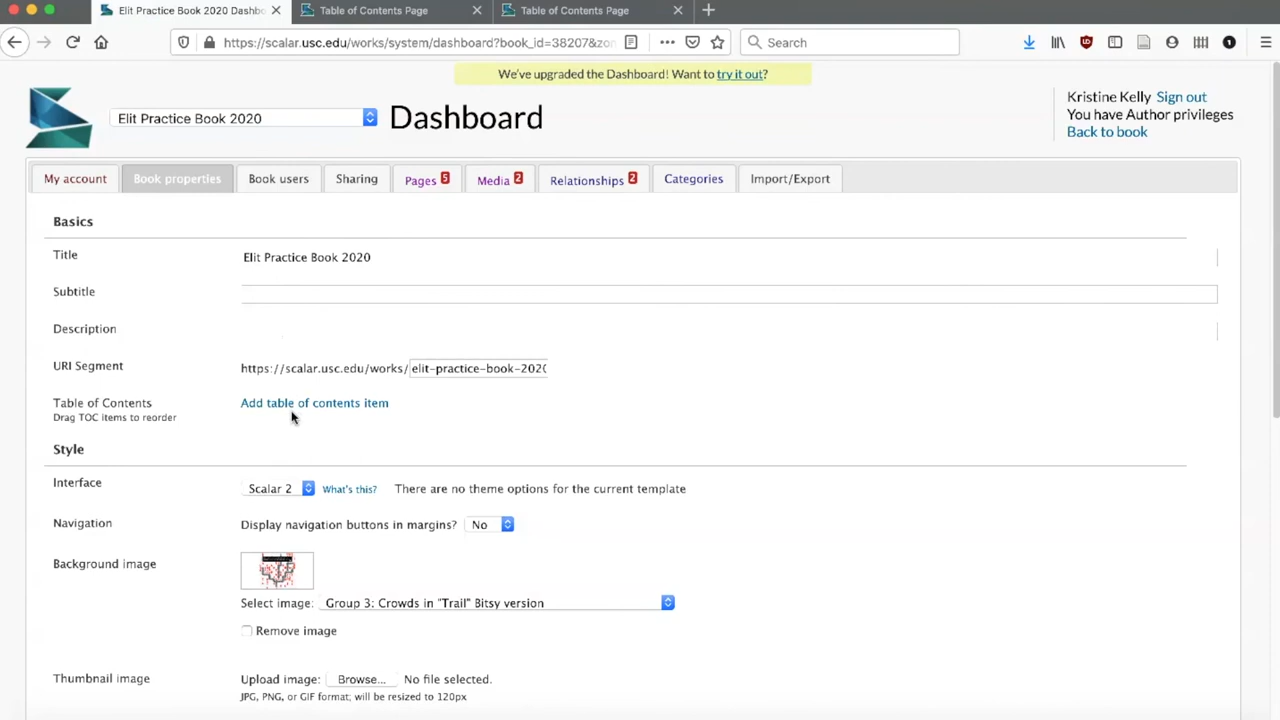 Elit Practice Book 2020 Dashbo
Table of Contents Page
Table of Contents Page
https://scalar.usc.edu/works/system/dashboard?book_id=38207&zon
Search
We've upgraded the Dashboard! Want to try it out?
Elit Practice Book 2020
Dashboard
Kristine Kelly Sign out
You have Author privileges
Back to book
My account
Book properties
Book users
Sharing
Pages 5
Media 2
Relationships 2
Categories
Import/Export
Basics
Title
Elit Practice Book 2020
Subtitle
Description
URI Segment
https://scalar.usc.edu/works/ elit-practice-book-2020
Table of Contents
Add table of contents item
Drag TOC items to reorder
Style
Interface
Scalar 2
What's this?
There are no theme options for the current template
Navigation
Display navigation buttons in margins? No
Background image
Select image: Group 3: Crowds in "Trail" Bitsy version
Remove image
Thumbnail image
Upload image: Browse... No file selected.
JPG, PNG, or GIF format; will be resized to 120px